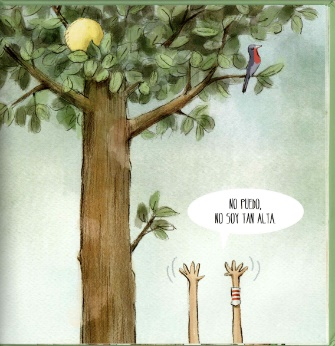 NO PUEDO,
NO SOY TAN ALTA